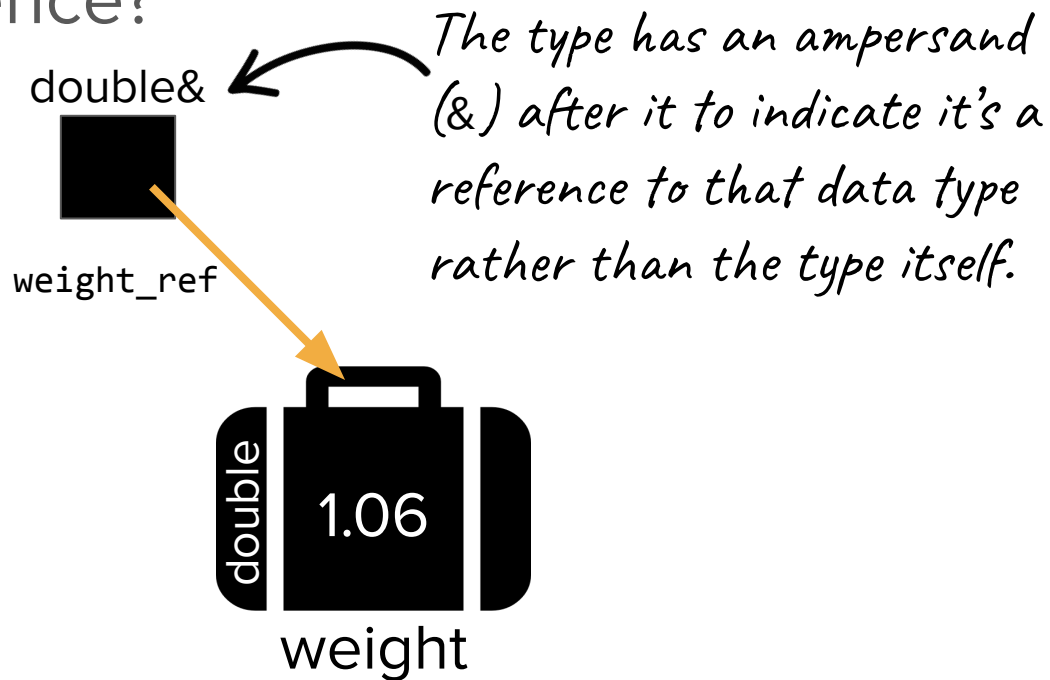 ence?
The type has an ampersand
(&) after it to indicate it's a
reference to that data type
rather than the type itself.
double&
weight_ref
double
1.06
weight